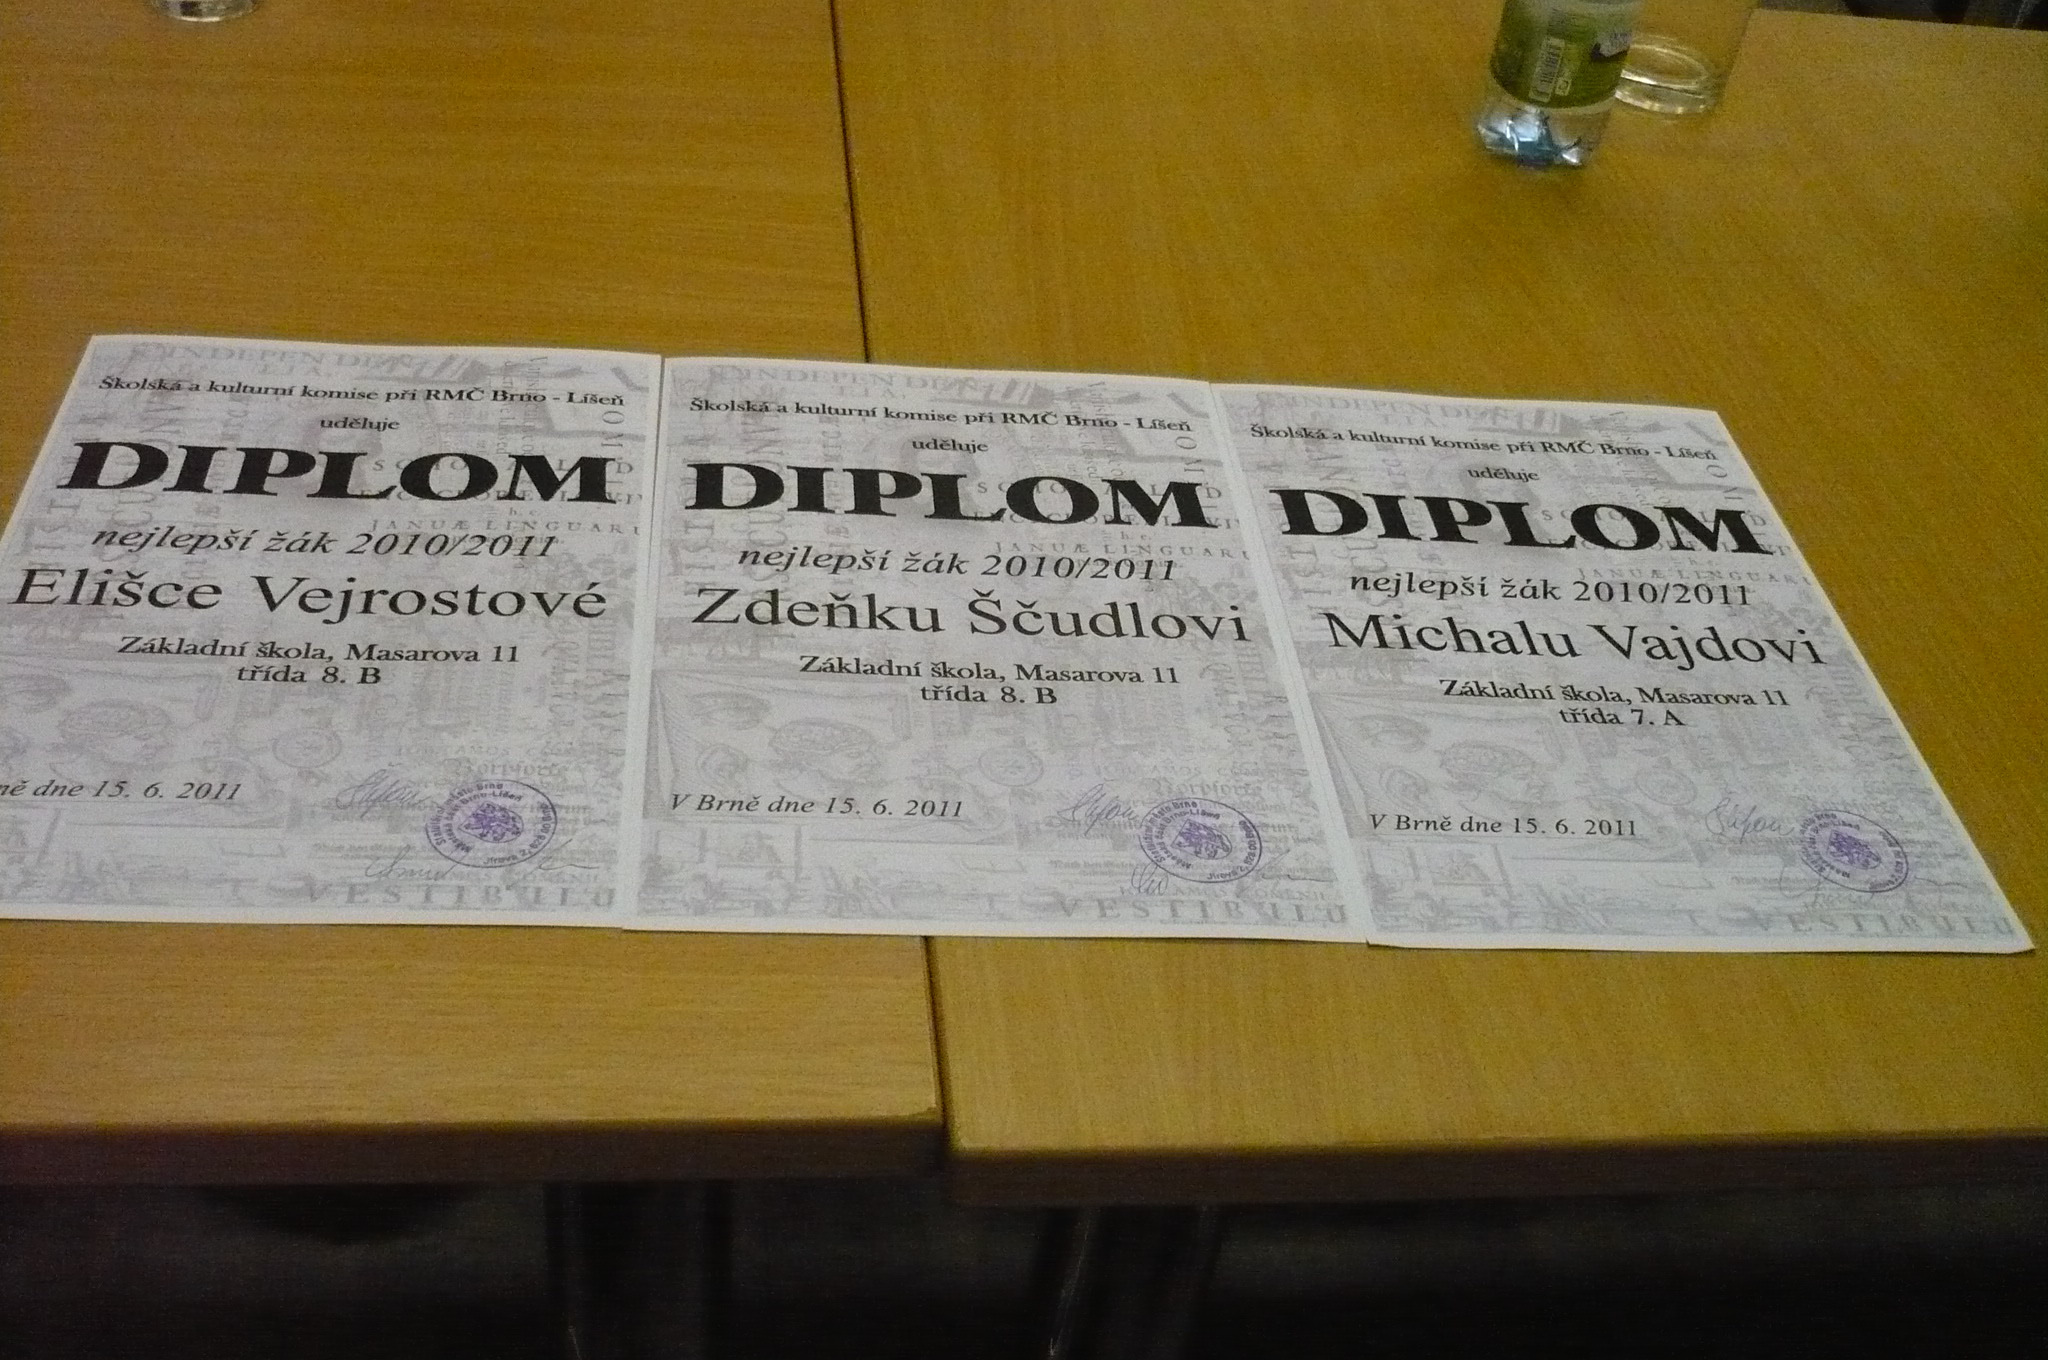 Školská a kulturní komise při RMČ Brno - Líšeň
uděluje
DIPLOM
nejlepší žák 2010/2011
Elišce Vejrostové
Základní škola, Masarova 11
třída 8. B
ně dne 15. 6. 2011
VESTIBULU
Školská a kulturní komise při RMČ Brno - Líšeň
uděluje
DIPLOM
nejlepší žák 2010/2011
Zdeňku Ščudlovi
Základní škola, Masarova 11
třída 8. B
V Brně dne 15. 6. 2011
VESTIBULU
Školská a kulturní komise při RMČ Brno - Líšeň
uděluje
DIPLOM
nejlepší žák 2010/2011
Michalu Vajdovi
Základní škola, Masarova 11
třída 7. A
V Brně dne 15. 6. 2011
VESTIBULU